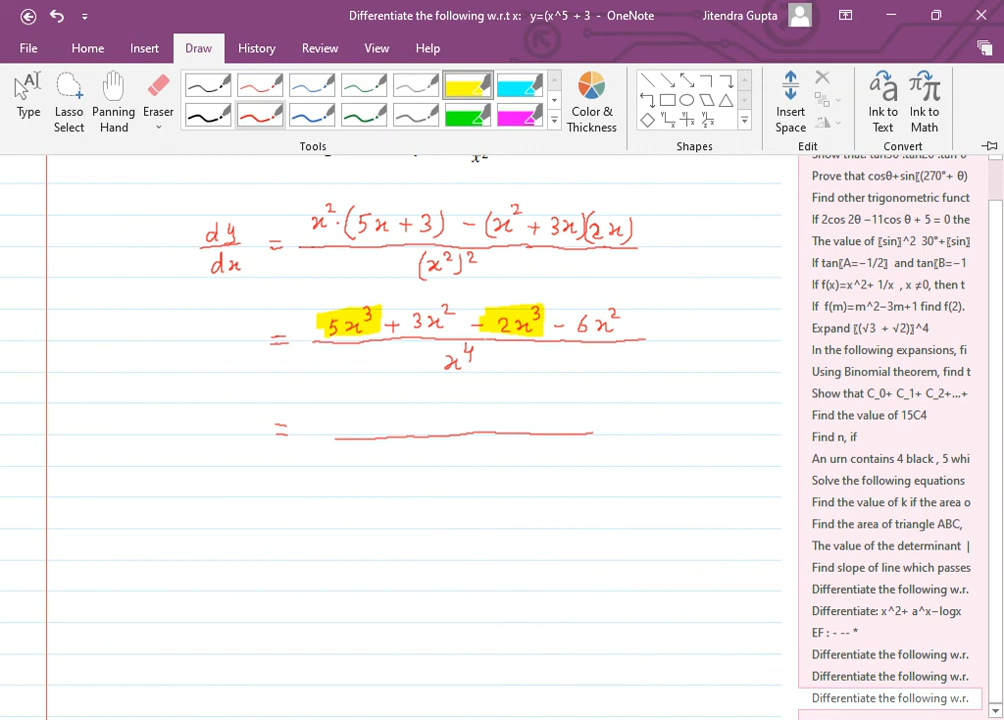 Differentiate the following w.r.t x: y=(x^5 + 3 - OneNote
Jitendra Gupta
File Home Insert Draw History Review View Help
Type
Lasso Select
Panning Hand
Eraser
Color & Thickness
Insert Space
Ink to Text
Ink to Math
Tools
Shapes
Edit
Convert
x²
dy/dx = (x²·(5x + 3) − (x² + 3x)(2x))/(x²)²
= (5x³ + 3x² − 2x³ − 6x²)/x⁴
=
Prove that cosθ+sin〖(270°+ θ)
Find other trigonometric funct
If 2cos 2θ −11cos θ + 5 = 0 the
The value of 〖sin〗^2 30°+〖sin〗
If tan〖A=−1/2〗 and tan〖B=−1
If f(x)=x^2+ 1/x , x ≠0, then t
If f(m)=m^2−3m+1 find f(2).
Expand 〖(√3 + √2)〗^4
In the following expansions, fi
Using Binomial theorem, find t
Show that C_0+ C_1+ C_2+...+
Find the value of 15C4
Find n, if
An urn contains 4 black , 5 whi
Solve the following equations
Find the value of k if the area o
Find the area of triangle ABC,
The value of the determinant |
Find slope of line which passes
Differentiate the following w.r.
Differentiate: x^2+ a^x−logx
EF : - -- *
Differentiate the following w.r.
Differentiate the following w.r.
Differentiate the following w.r.